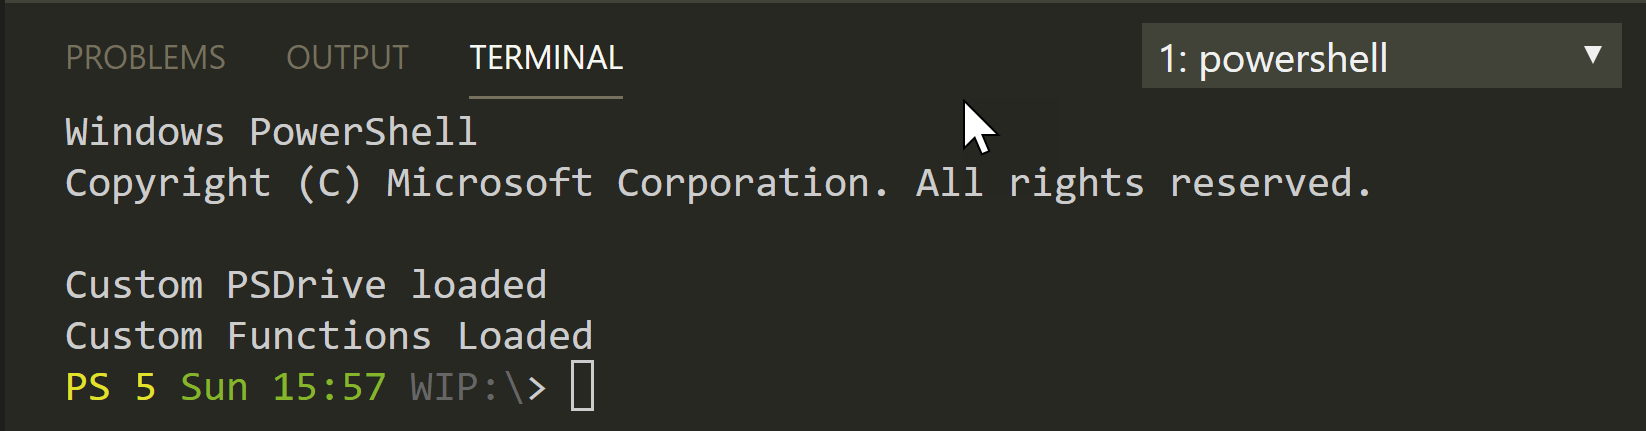 PROBLEMS OUTPUT TERMINAL 1: powershell
Windows PowerShell
Copyright (C) Microsoft Corporation. All rights reserved.
Custom PSDrive loaded
Custom Functions Loaded
PS 5 Sun 15:57 WIP:\>